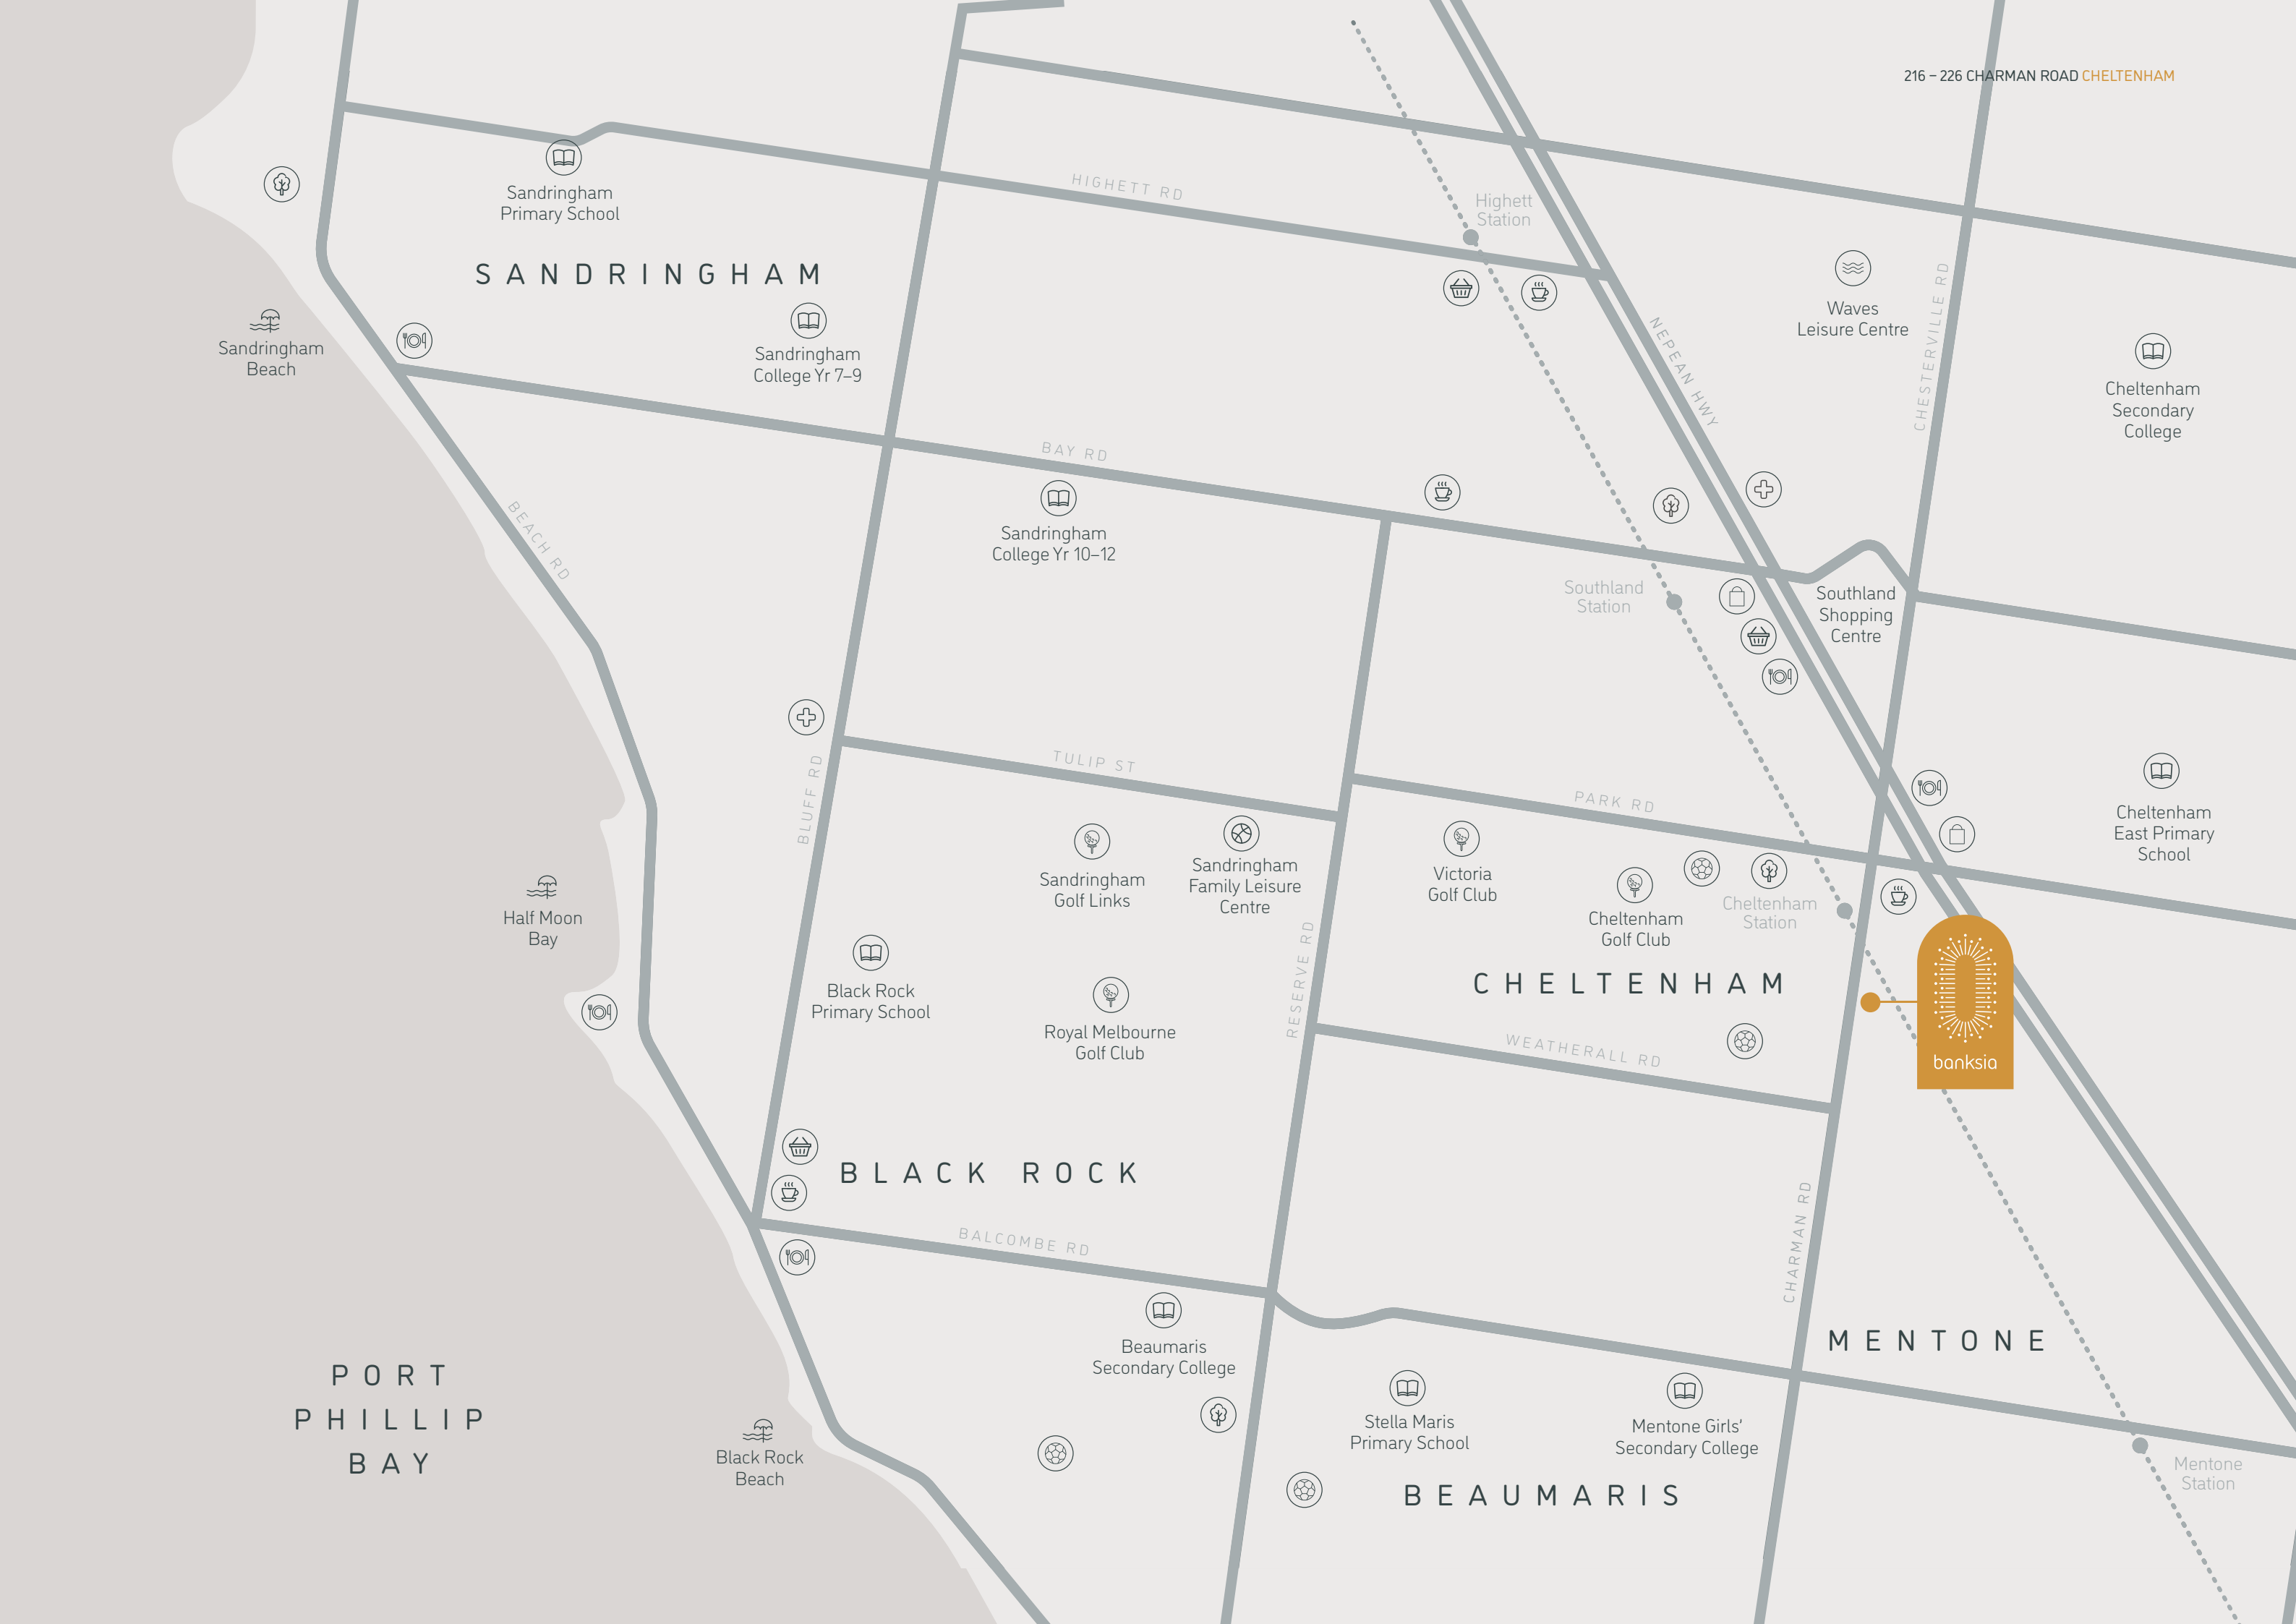 216 – 226 CHARMAN ROAD CHELTENHAM
HIGHETT RD
Sandringham
Primary School
Highett
Station
SANDRINGHAM
Waves
Leisure Centre
CHESTERVILLE RD
NEPEAN HWY
Sandringham
Beach
Sandringham
College Yr 7–9
Cheltenham
Secondary
College
BAY RD
BEACH RD
Sandringham
College Yr 10–12
Southland
Station
Southland
Shopping
Centre
BLUFF RD
TULIP ST
PARK RD
Cheltenham
East Primary
School
Sandringham
Golf Links
Sandringham
Family Leisure
Centre
Victoria
Golf Club
Cheltenham
Golf Club
Cheltenham
Station
Half Moon
Bay
RESERVE RD
CHELTENHAM
Black Rock
Primary School
Royal Melbourne
Golf Club
WEATHERALL RD
banksia
BLACK ROCK
BALCOMBE RD
CHARMAN RD
MENTONE
Beaumaris
Secondary College
PORT
PHILLIP
BAY
Stella Maris
Primary School
Mentone Girls'
Secondary College
Black Rock
Beach
BEAUMARIS
Mentone
Station